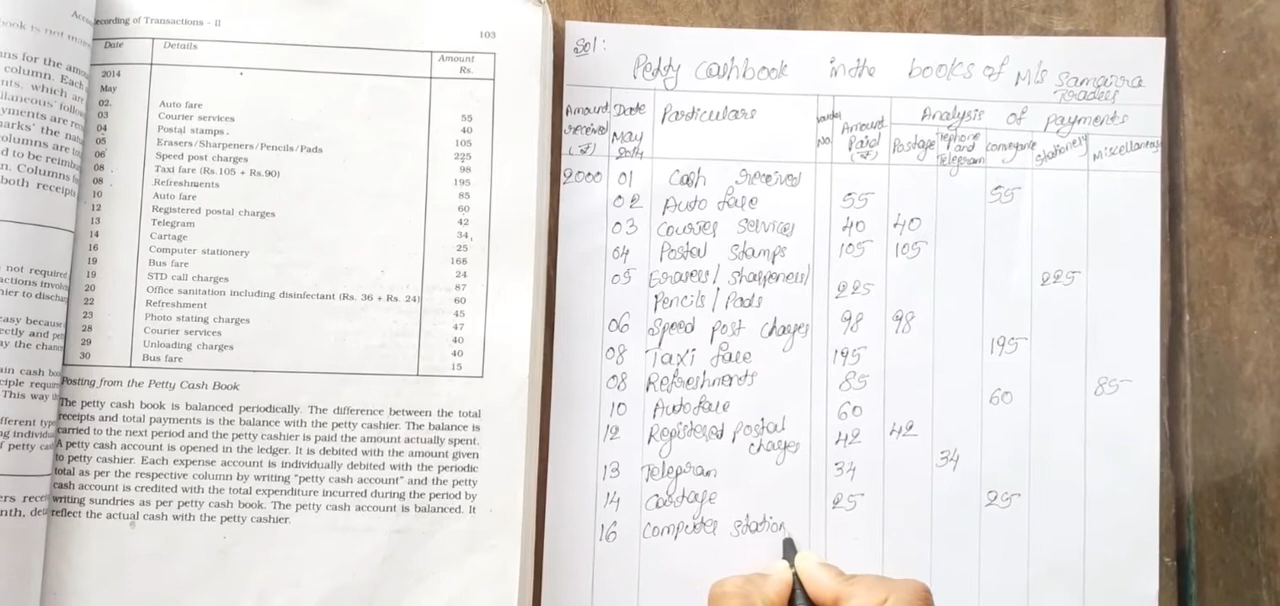 ecording of Transactions - II
103
Date Details Amount
Rs.
2014
May
02. Auto fare 55
03 Courier services 40
04 Postal stamps. 105
05 Erasers/Sharpeners/Pencils/Pads 225
06 Speed post charges 98
08 Taxi fare (Rs.105 + Rs.90) 195
08 Refreshments 85
10 Auto fare 60
12 Registered postal charges 42
13 Telegram 34
14 Cartage 25
16 Computer stationery 165
19 Bus fare 24
19 STD call charges 87
20 Office sanitation including disinfectant (Rs. 36 + Rs. 24) 60
22 Refreshment 45
23 Photo stating charges 47
28 Courier services 40
29 Unloading charges 40
30 Bus fare 15
Posting from the Petty Cash Book
The petty cash book is balanced periodically. The difference between the total
receipts and total payments is the balance with the petty cashier. The balance is
carried to the next period and the petty cashier is paid the amount actually spent.
A petty cash account is opened in the ledger. It is debited with the amount given
to petty cashier. Each expense account is individually debited with the periodic
total as per the respective column by writing "petty cash account" and the petty
cash account is credited with the total expenditure incurred during the period by
writing sundries as per petty cash book. The petty cash account is balanced. It
reflect the actual cash with the petty cashier.
Sol:
Petty cashbook in the books of M/s Samarra
Traders
Amount received (₹) Date May 2014 Particulars No. Amount Paid (₹) Analysis of payments
Postage Telephone and Telegram conveyance Stationery Miscellaneous
2000 01 Cash received
02 Auto fare 55 55
03 Courier Services 40 40
04 Postal Stamps 105 105
05 Erasers/ Sharpeners/
Pencils/Pads 225 225
06 Speed post charges 98 98
08 Taxi fare 195 195
08 Refreshments 85 85
10 Auto fare 60 60
12 Registered postal
charges 42 42
13 Telegram 34 34
14 Cartage 25 25
16 Computer station